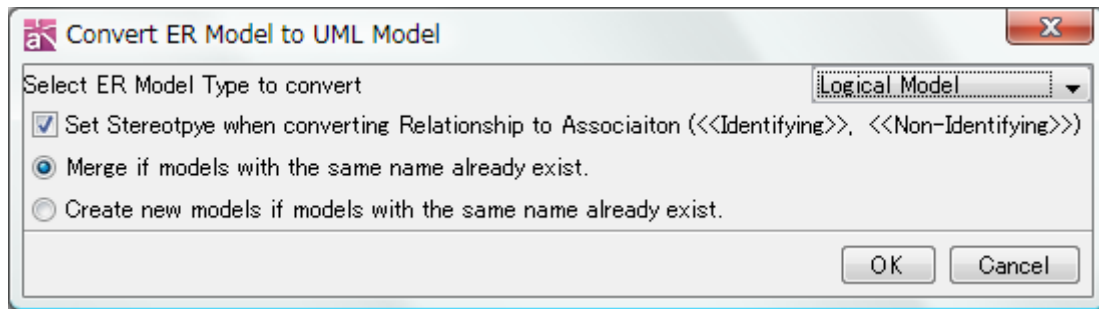 Convert ER Model to UML Model
Select ER Model Type to convert Logical Model
Set Stereotpye when converting Relationship to Associaiton (<<Identifying>>, <<Non-Identifying>>)
Merge if models with the same name already exist.
Create new models if models with the same name already exist.
OK Cancel